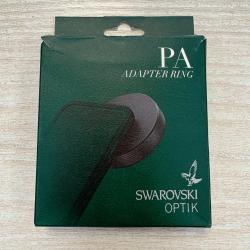 PA
ADAPTER RING
SWAROVSKI
OPTIK